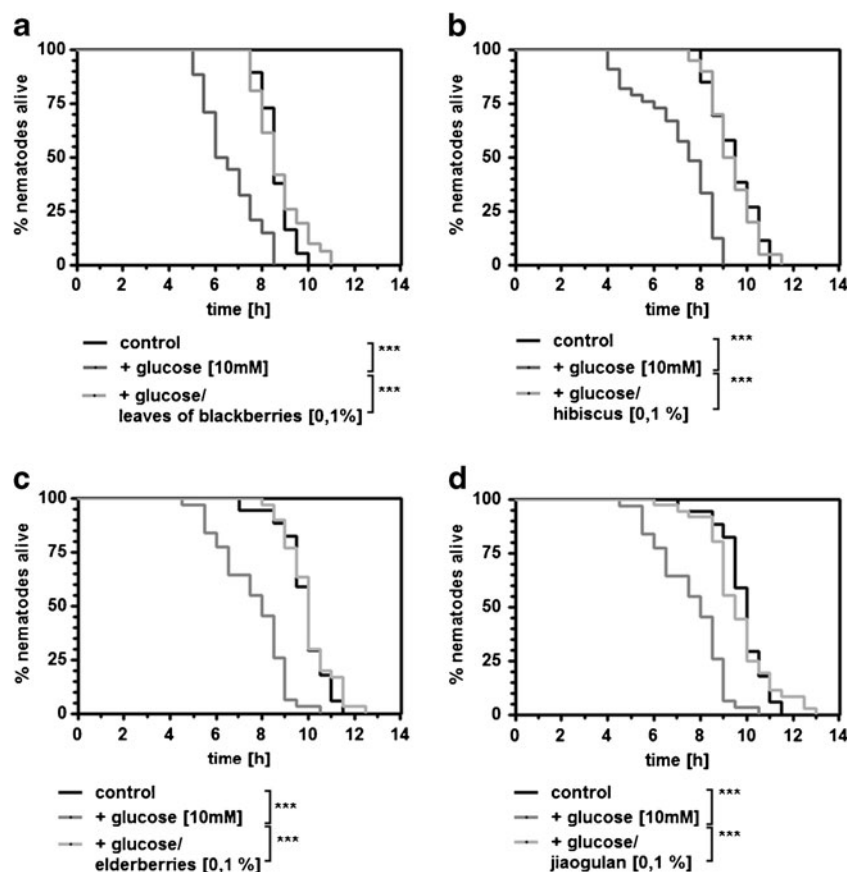 a
100
75
50
25
0
% nematodes alive
0 2 4 6 8 10 12 14
time [h]
control
+ glucose [10mM]
+ glucose/
leaves of blackberries [0,1%]
***
***
b
100
75
50
25
0
% nematodes alive
0 2 4 6 8 10 12 14
time [h]
control
+ glucose [10mM]
+ glucose/
hibiscus [0,1 %]
***
***
c
100
75
50
25
0
% nematodes alive
0 2 4 6 8 10 12 14
time [h]
control
+ glucose [10mM]
+ glucose/
elderberries [0,1 %]
***
***
d
100
75
50
25
0
% nematodes alive
0 2 4 6 8 10 12 14
time [h]
control
+ glucose [10mM]
+ glucose/
jiaogulan [0,1 %]
***
***